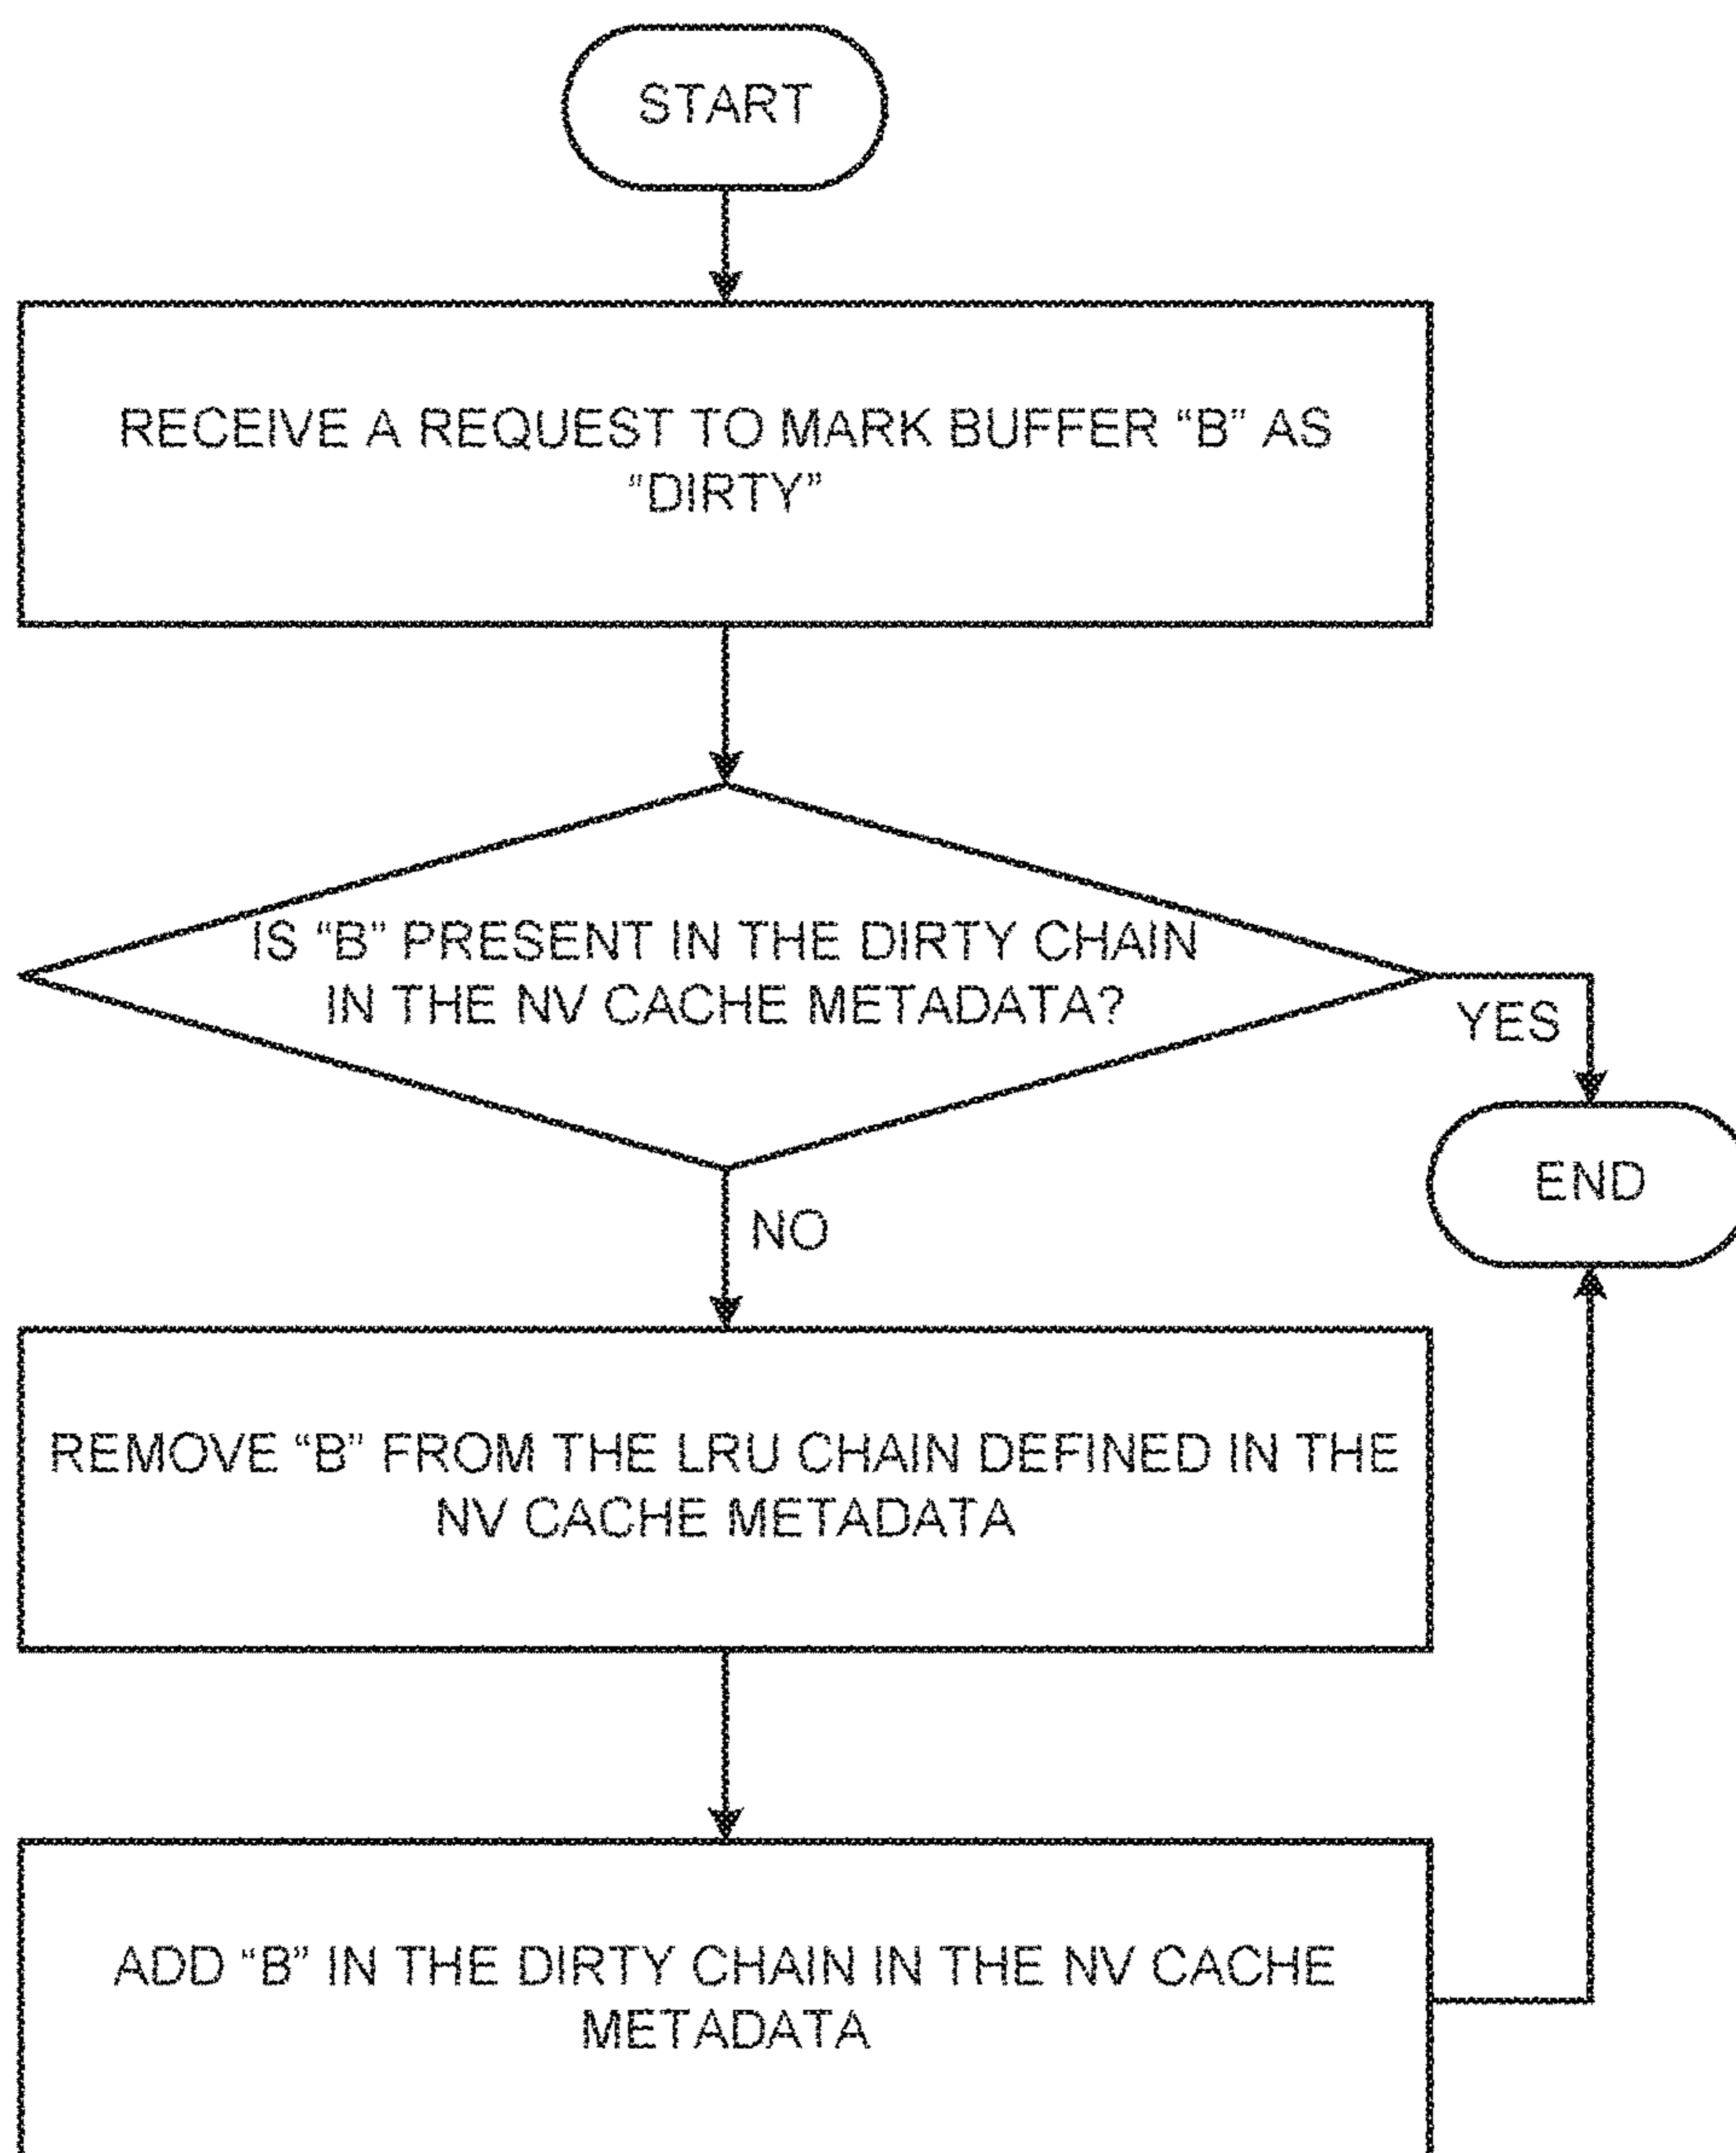 START
RECEIVE A REQUEST TO MARK BUFFER “B” AS
“DIRTY”
IS “B” PRESENT IN THE DIRTY CHAIN
IN THE NV CACHE METADATA?
YES
END
NO
REMOVE “B” FROM THE LRU CHAIN DEFINED IN THE
NV CACHE METADATA
ADD “B” IN THE DIRTY CHAIN IN THE NV CACHE
METADATA